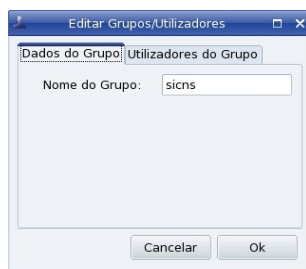 Editar Grupos/Utilizadores
Dados do Grupo Utilizadores do Grupo
Nome do Grupo: sicns
Cancelar Ok